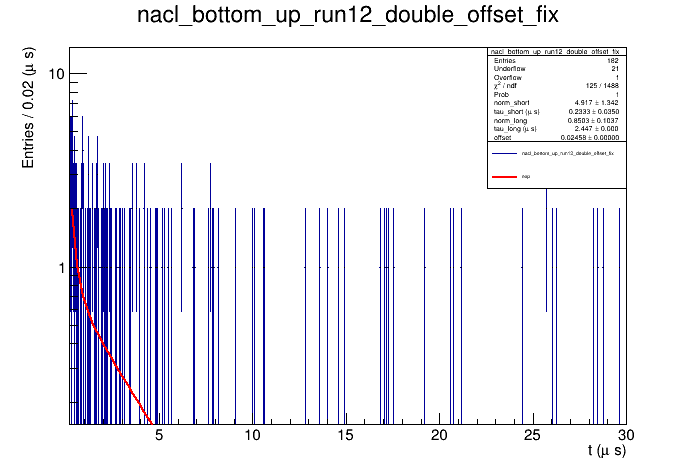 nacl_bottom_up_run12_double_offset_fix
Entries / 0.02 (μ s)
10
1
nacl_bottom_up_run12_double_offset_fix
Entries 182
Underflow 21
Overflow 1
χ² / ndf 125 / 1488
Prob 1
norm_short 4.917 ± 1.342
tau_short (μ s) 0.2333 ± 0.0350
norm_long 0.8503 ± 0.1037
tau_long (μ s) 2.447 ± 0.000
offset 0.02458 ± 0.00000
nacl_bottom_up_run12_double_offset_fix
5 10 15 20 25 30
t (μ s)